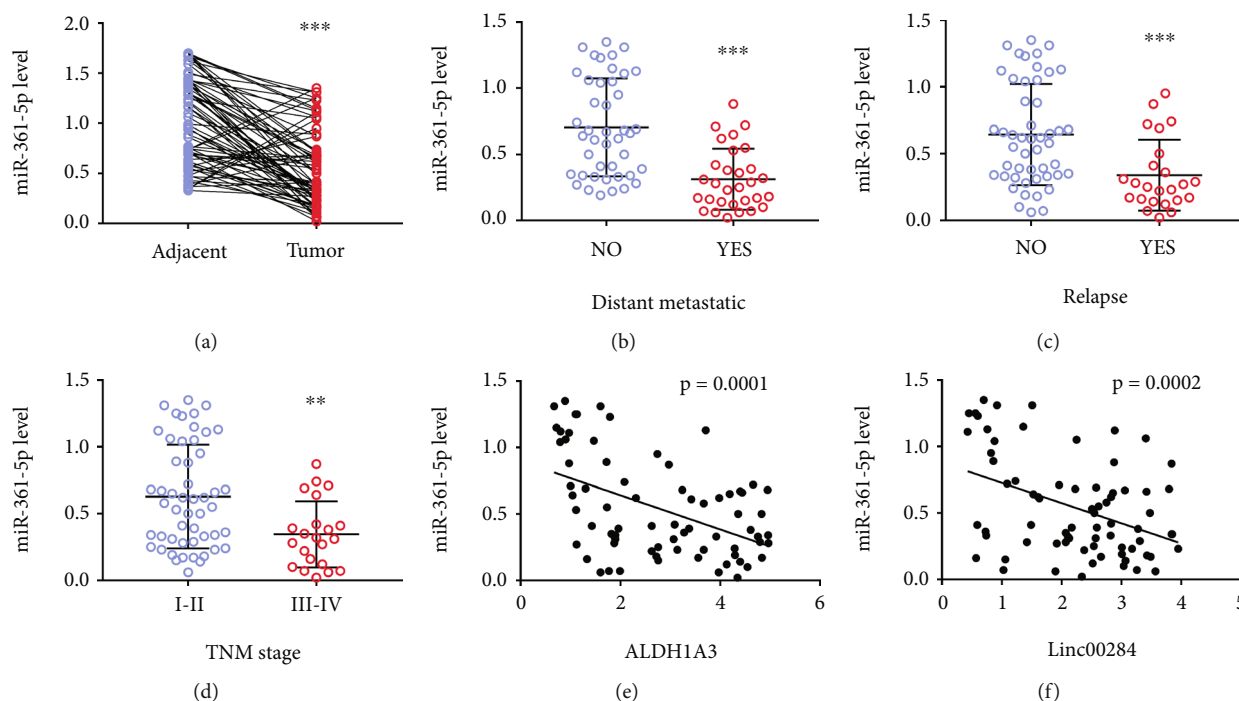 miR-361-5p level
2.0
1.5
1.0
0.5
0.0
***
Adjacent
Tumor
(a)
miR-361-5p level
1.5
1.0
0.5
0.0
***
NO
YES
Distant metastatic
(b)
miR-361-5p level
1.5
1.0
0.5
0.0
***
NO
YES
Relapse
(c)
miR-361-5p level
1.5
1.0
0.5
0.0
**
I-II
III-IV
TNM stage
(d)
miR-361-5p level
1.5
1.0
0.5
0.0
p = 0.0001
0 2 4 6
ALDH1A3
(e)
miR-361-5p level
1.5
1.0
0.5
0.0
p = 0.0002
0 1 2 3 4 5
Linc00284
(f)